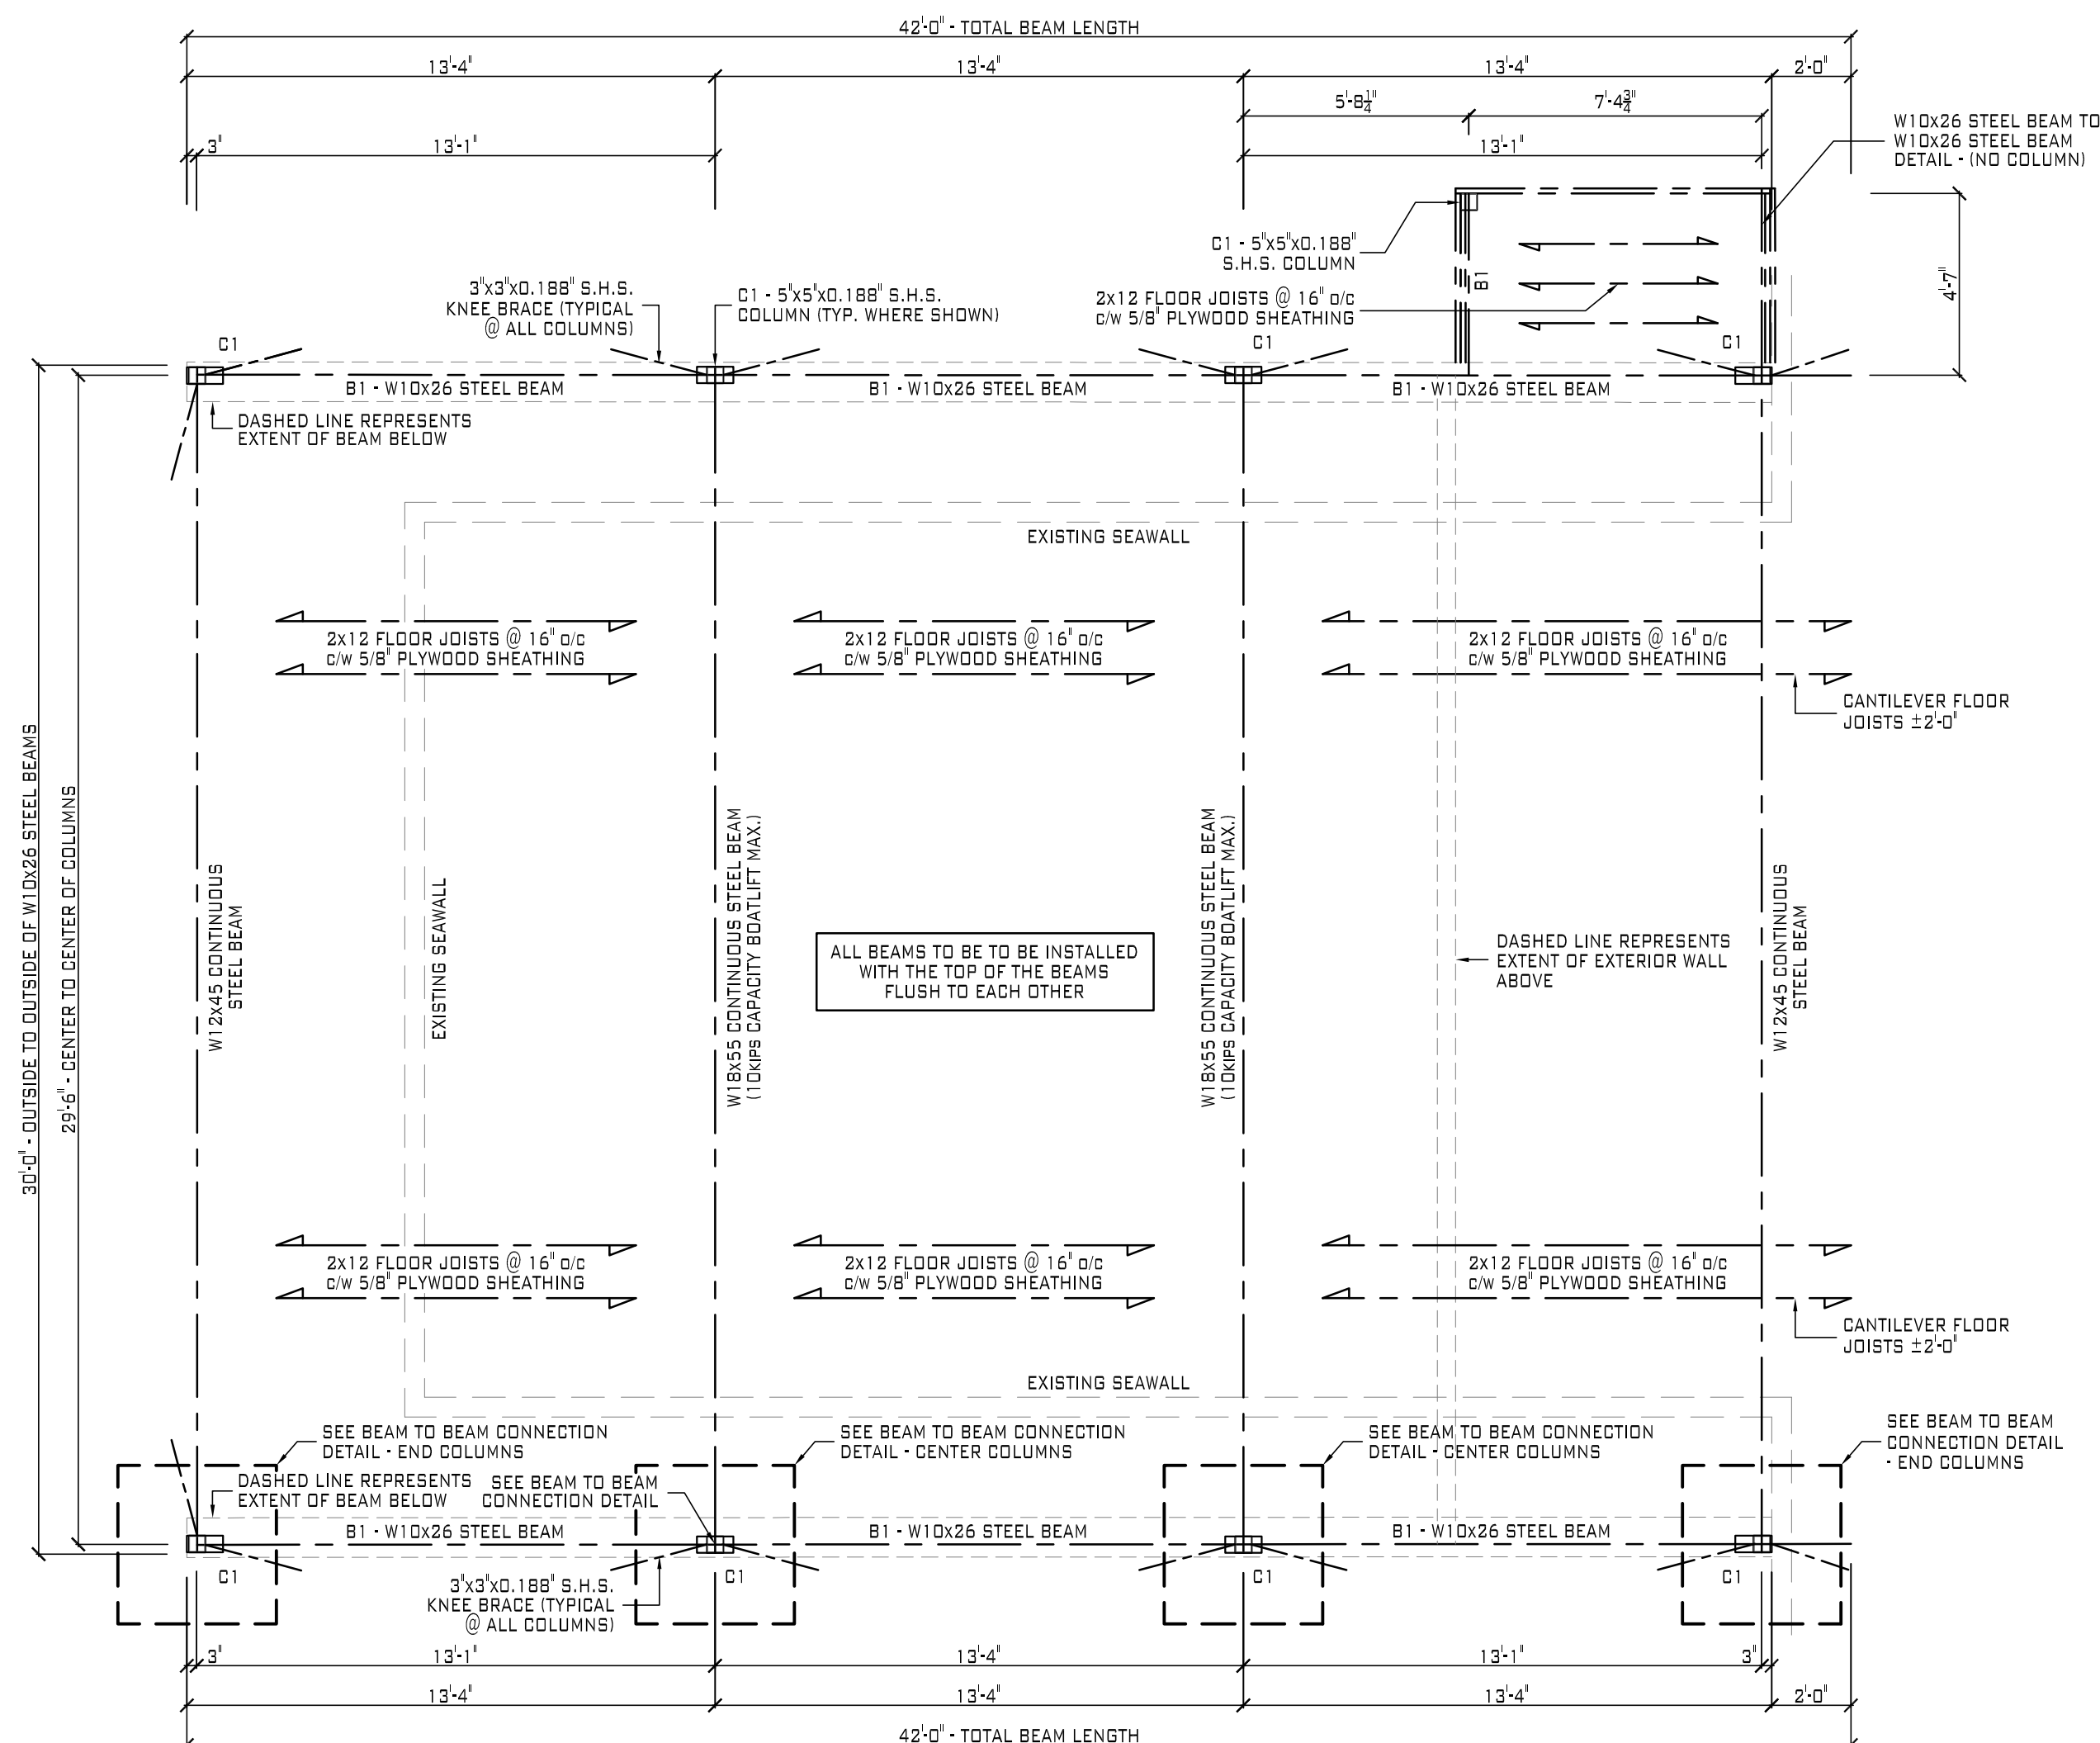 42'-0" - TOTAL BEAM LENGTH
13'-4"
13'-4"
13'-4"
2'-0"
5'-8 1/4"
7'-4 3/4"
3"
13'-1"
13'-1"
W10x26 STEEL BEAM TO
W10x26 STEEL BEAM
DETAIL - (NO COLUMN)
C1 - 5"x5"x0.188"
S.H.S. COLUMN
B1
4'-7"
2x12 FLOOR JOISTS @ 16" o/c
c/w 5/8" PLYWOOD SHEATHING
3"x3"x0.188" S.H.S.
KNEE BRACE (TYPICAL
@ ALL COLUMNS)
C1 - 5"x5"x0.188" S.H.S.
COLUMN (TYP. WHERE SHOWN)
C1
C1
C1
B1 - W10x26 STEEL BEAM
B1 - W10x26 STEEL BEAM
B1 - W10x26 STEEL BEAM
DASHED LINE REPRESENTS
EXTENT OF BEAM BELOW
EXISTING SEAWALL
2x12 FLOOR JOISTS @ 16" o/c
c/w 5/8" PLYWOOD SHEATHING
2x12 FLOOR JOISTS @ 16" o/c
c/w 5/8" PLYWOOD SHEATHING
2x12 FLOOR JOISTS @ 16" o/c
c/w 5/8" PLYWOOD SHEATHING
CANTILEVER FLOOR
JOISTS ±2'-0"
30'-0" - OUTSIDE TO OUTSIDE OF W10x26 STEEL BEAMS
29'-6" - CENTER TO CENTER OF COLUMNS
W12x45 CONTINUOUS
STEEL BEAM
EXISTING SEAWALL
W18x55 CONTINUOUS STEEL BEAM
(10KIPS CAPACITY BOATLIFT MAX.)
ALL BEAMS TO BE TO BE INSTALLED
WITH THE TOP OF THE BEAMS
FLUSH TO EACH OTHER
W18x55 CONTINUOUS STEEL BEAM
(10KIPS CAPACITY BOATLIFT MAX.)
DASHED LINE REPRESENTS
EXTENT OF EXTERIOR WALL
ABOVE
W12x45 CONTINUOUS
STEEL BEAM
2x12 FLOOR JOISTS @ 16" o/c
c/w 5/8" PLYWOOD SHEATHING
2x12 FLOOR JOISTS @ 16" o/c
c/w 5/8" PLYWOOD SHEATHING
2x12 FLOOR JOISTS @ 16" o/c
c/w 5/8" PLYWOOD SHEATHING
CANTILEVER FLOOR
JOISTS ±2'-0"
EXISTING SEAWALL
SEE BEAM TO BEAM CONNECTION
DETAIL - END COLUMNS
SEE BEAM TO BEAM CONNECTION
DETAIL - CENTER COLUMNS
SEE BEAM TO BEAM CONNECTION
DETAIL - CENTER COLUMNS
SEE BEAM TO BEAM
CONNECTION DETAIL
- END COLUMNS
DASHED LINE REPRESENTS
EXTENT OF BEAM BELOW
SEE BEAM TO BEAM
CONNECTION DETAIL
B1 - W10x26 STEEL BEAM
B1 - W10x26 STEEL BEAM
B1 - W10x26 STEEL BEAM
C1
C1
C1
C1
3"x3"x0.188" S.H.S.
KNEE BRACE (TYPICAL
@ ALL COLUMNS)
3"
13'-1"
13'-4"
13'-1"
3"
13'-4"
13'-4"
13'-4"
2'-0"
42'-0" - TOTAL BEAM LENGTH